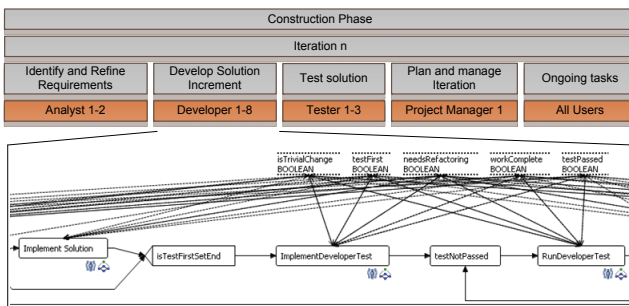 Construction Phase
Iteration n
Identify and Refine
Requirements
Develop Solution
Increment
Test solution
Plan and manage
Iteration
Ongoing tasks
Analyst 1-2
Developer 1-8
Tester 1-3
Project Manager 1
All Users
isTrivialChange
BOOLEAN
testFirst
BOOLEAN
needsRefactoring
BOOLEAN
workComplete
BOOLEAN
testPassed
BOOLEAN
Implement Solution
isTestFirstSetEnd
ImplementDeveloperTest
testNotPassed
RunDeveloperTest